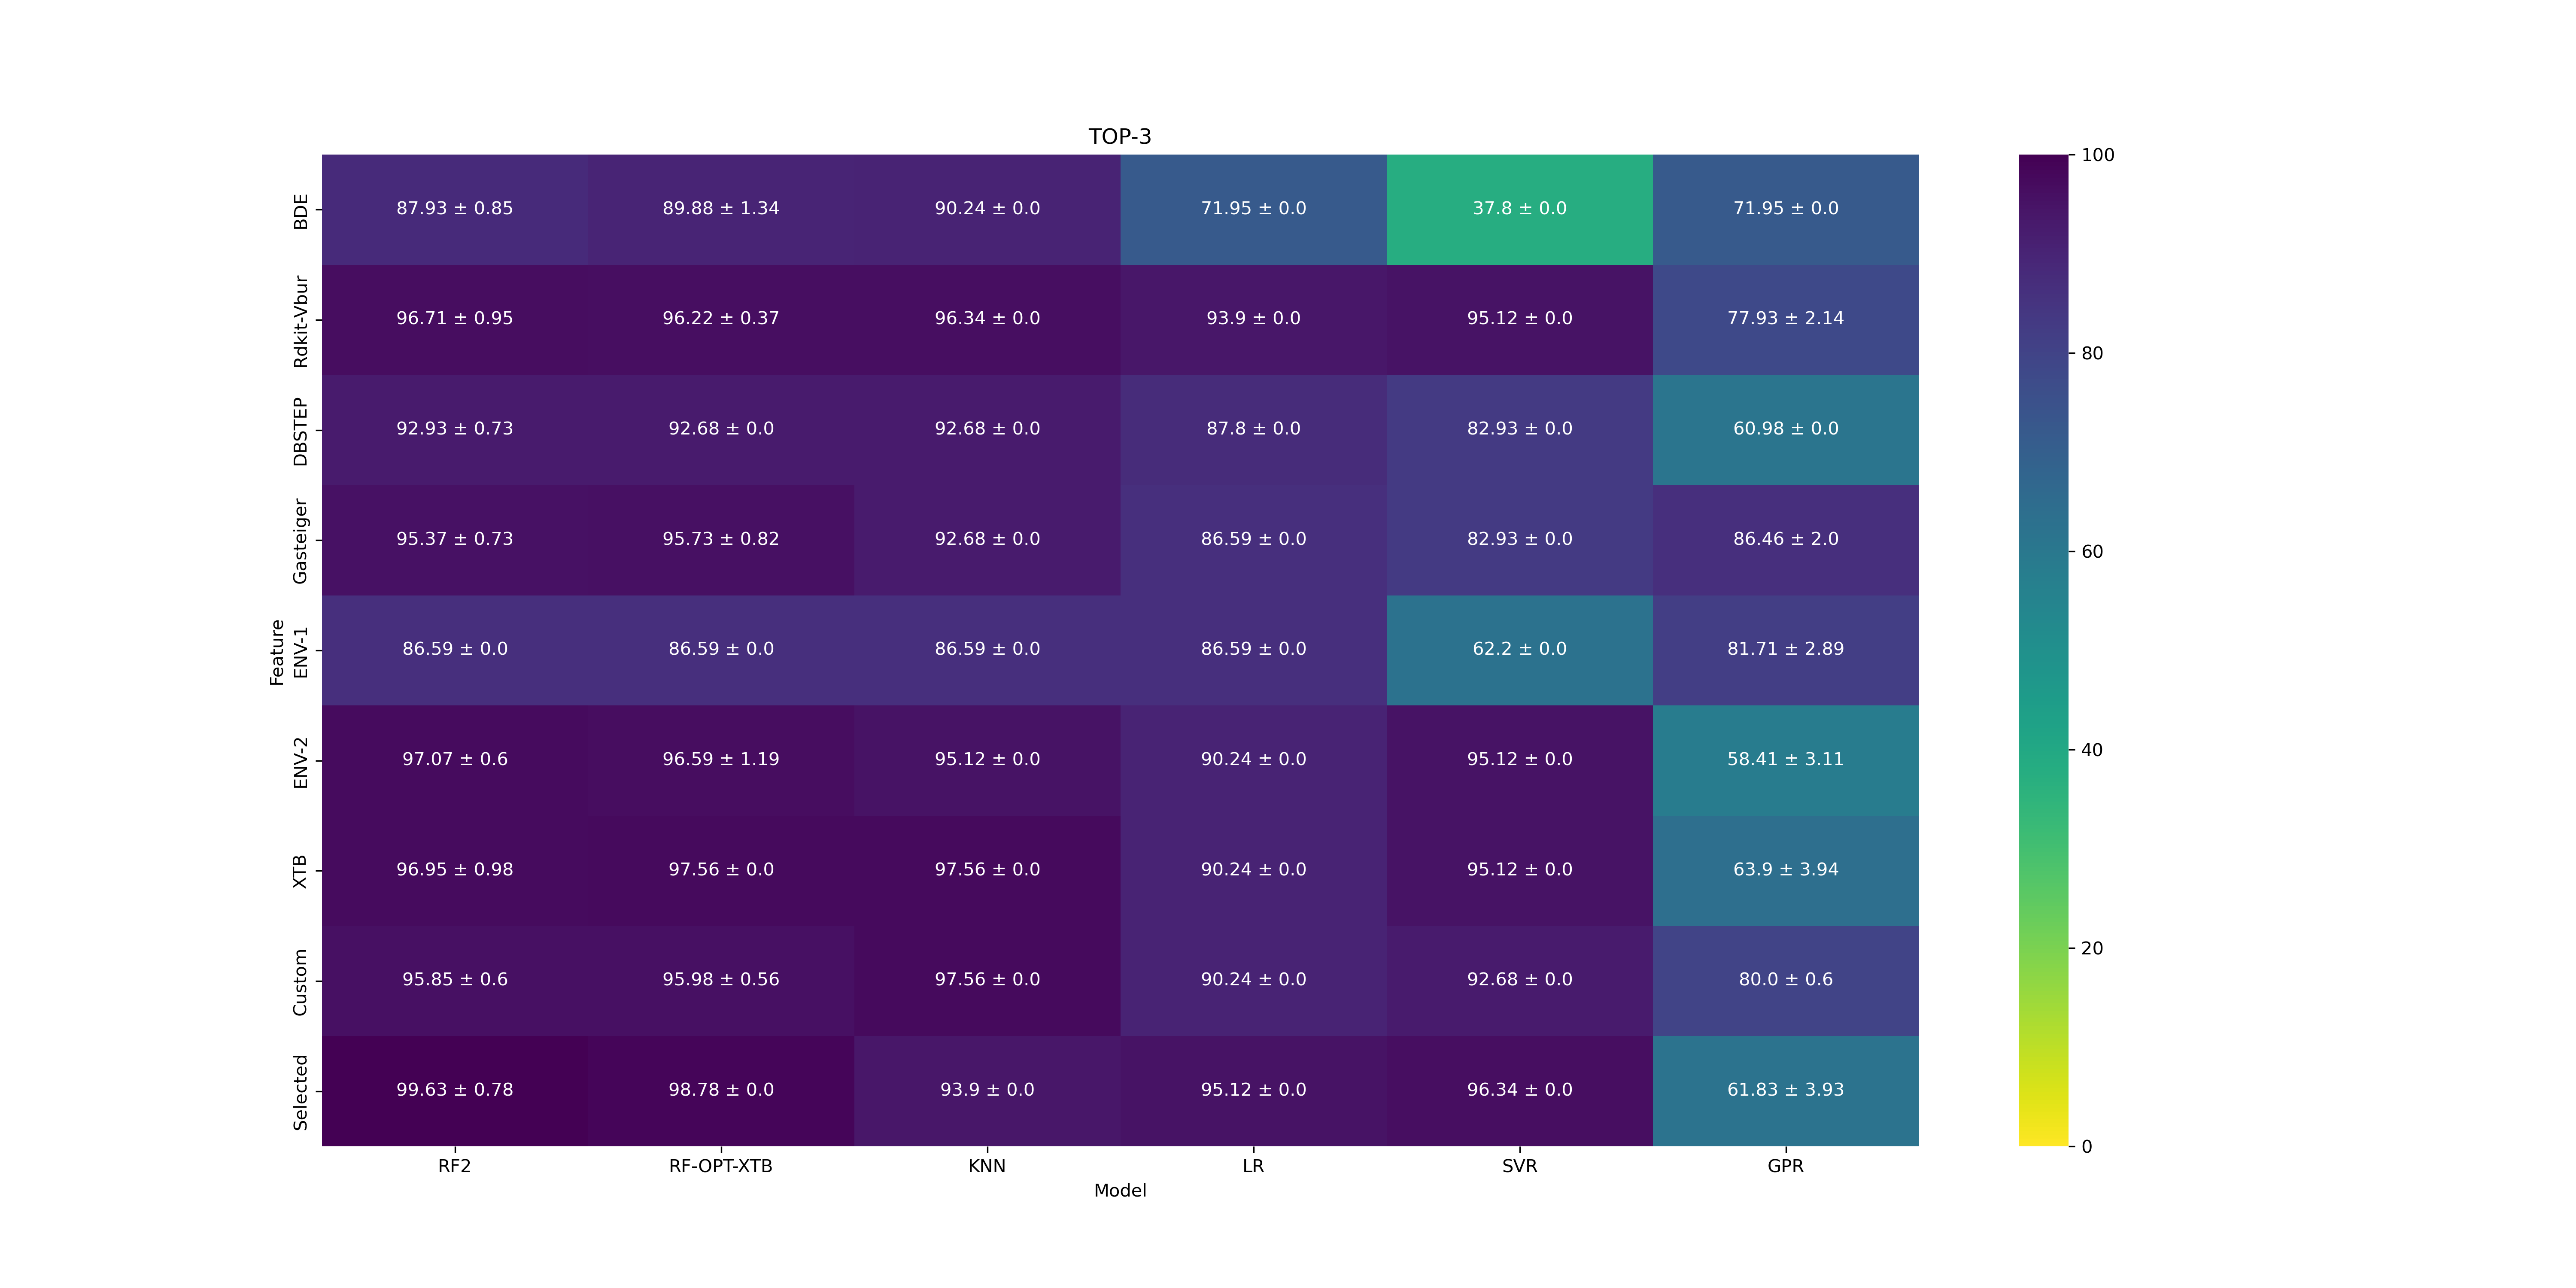 TOP-3
Feature
BDE 87.93 ± 0.85 89.88 ± 1.34 90.24 ± 0.0 71.95 ± 0.0 37.8 ± 0.0 71.95 ± 0.0
Rdkit-Vbur 96.71 ± 0.95 96.22 ± 0.37 96.34 ± 0.0 93.9 ± 0.0 95.12 ± 0.0 77.93 ± 2.14
DBSTEP 92.93 ± 0.73 92.68 ± 0.0 92.68 ± 0.0 87.8 ± 0.0 82.93 ± 0.0 60.98 ± 0.0
Gasteiger 95.37 ± 0.73 95.73 ± 0.82 92.68 ± 0.0 86.59 ± 0.0 82.93 ± 0.0 86.46 ± 2.0
ENV-1 86.59 ± 0.0 86.59 ± 0.0 86.59 ± 0.0 86.59 ± 0.0 62.2 ± 0.0 81.71 ± 2.89
ENV-2 97.07 ± 0.6 96.59 ± 1.19 95.12 ± 0.0 90.24 ± 0.0 95.12 ± 0.0 58.41 ± 3.11
XTB 96.95 ± 0.98 97.56 ± 0.0 97.56 ± 0.0 90.24 ± 0.0 95.12 ± 0.0 63.9 ± 3.94
Custom 95.85 ± 0.6 95.98 ± 0.56 97.56 ± 0.0 90.24 ± 0.0 92.68 ± 0.0 80.0 ± 0.6
Selected 99.63 ± 0.78 98.78 ± 0.0 93.9 ± 0.0 95.12 ± 0.0 96.34 ± 0.0 61.83 ± 3.93
RF2 RF-OPT-XTB KNN LR SVR GPR
Model
100
80
60
40
20
0